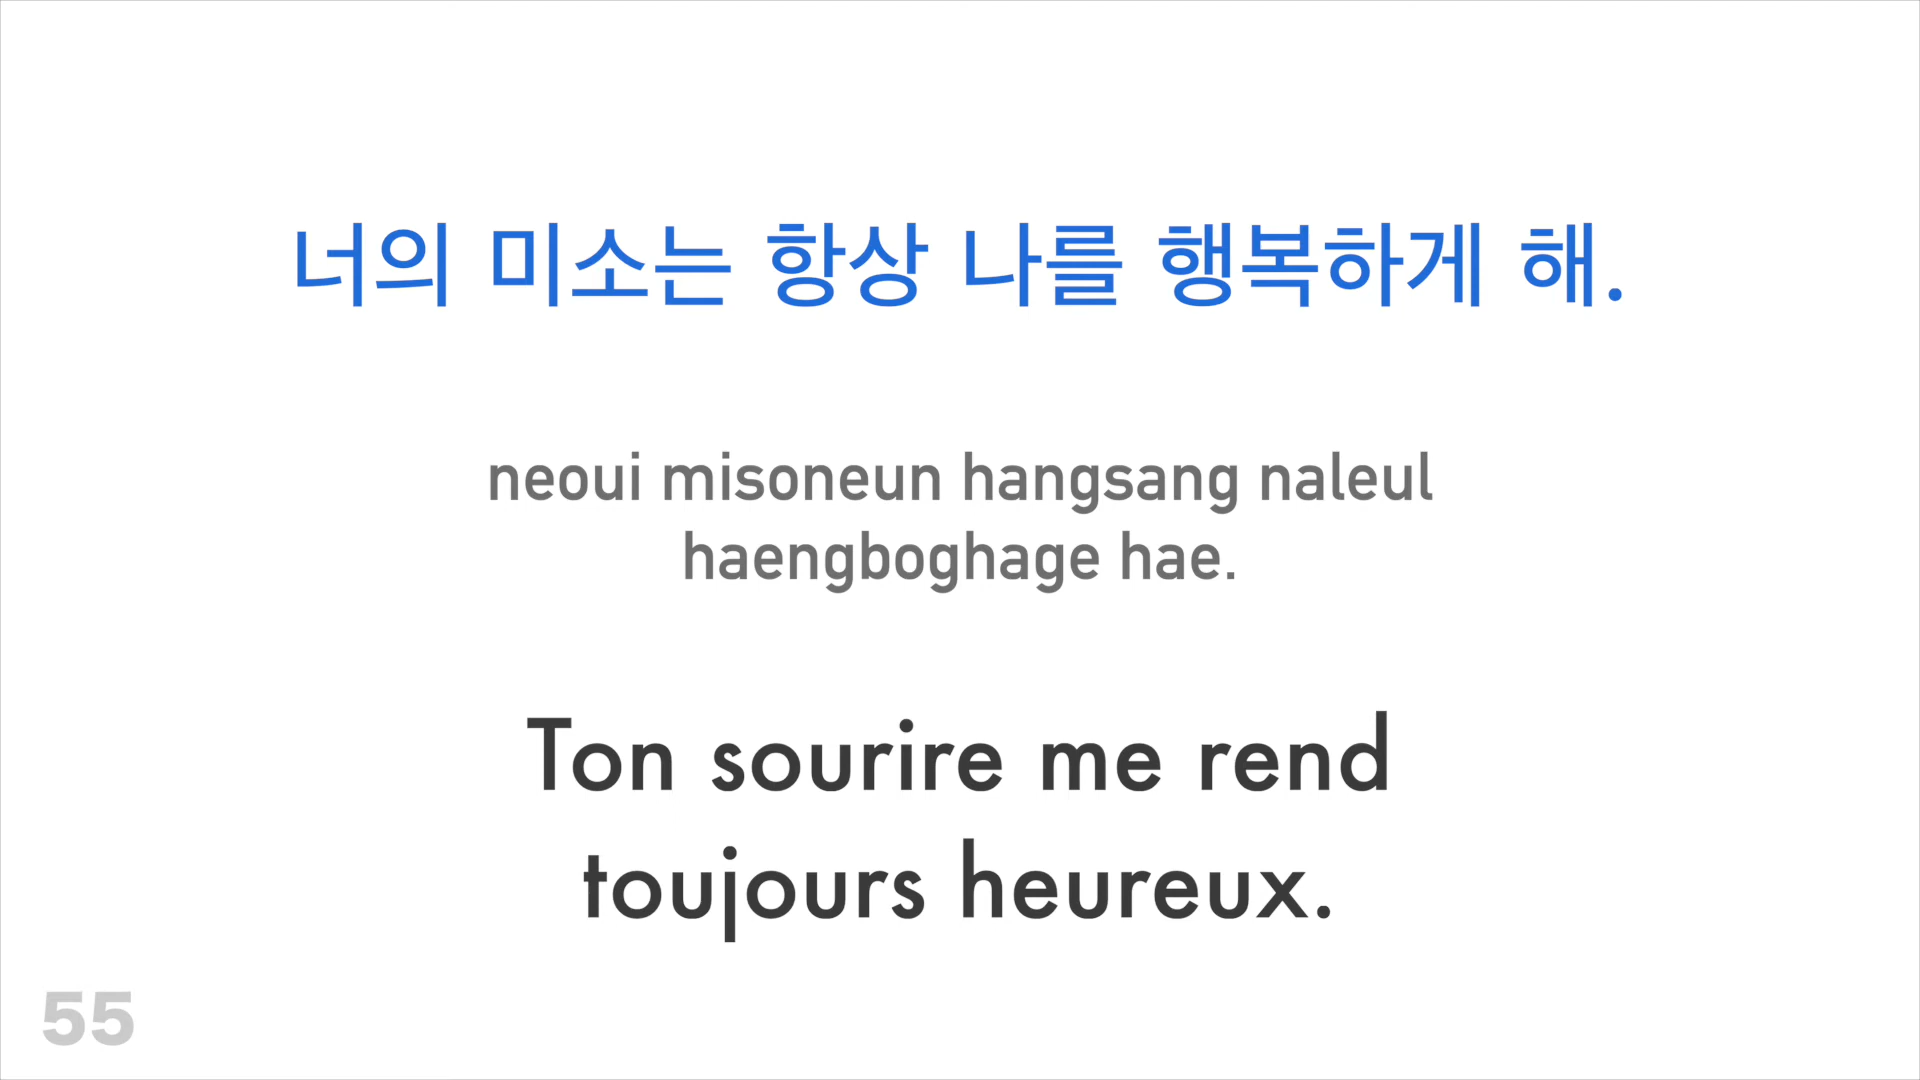 너의 미소는 항상 나를 행복하게 해.
neoui misoneun hangsang naleul
haengboghage hae.
Ton sourire me rend
toujours heureux.
55